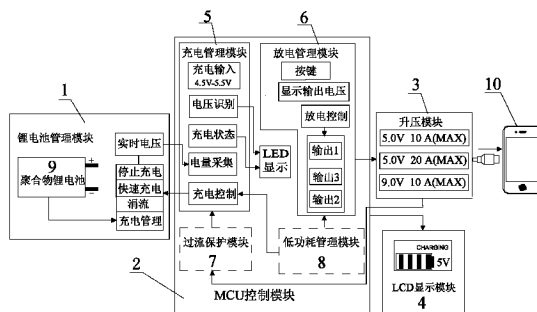 1
锂电池管理模块
9
聚合物锂电池
+
−
实时电压
停止充电
快速充电
涓流
充电管理
5
充电管理模块
充电输入
4.5V-5.5V
电压识别
充电状态
电量采集
充电控制
LED
显示
6
放电管理模块
按键
显示输出电压
放电控制
输出1
输出3
输出2
过流保护模块
7
低功耗管理模块
8
2
MCU控制模块
3
升压模块
5.0V 10 A(MAX)
5.0V 20 A(MAX)
9.0V 10 A(MAX)
10
CHARGING
5V
LCD显示模块
4